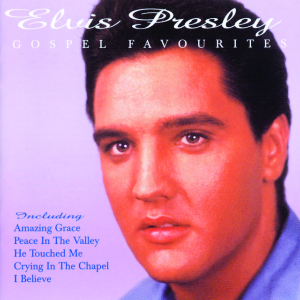 Elvis Presley
GOSPEL FAVOURITES
Including
Amazing Grace
Peace In The Valley
He Touched Me
Crying In The Chapel
I Believe